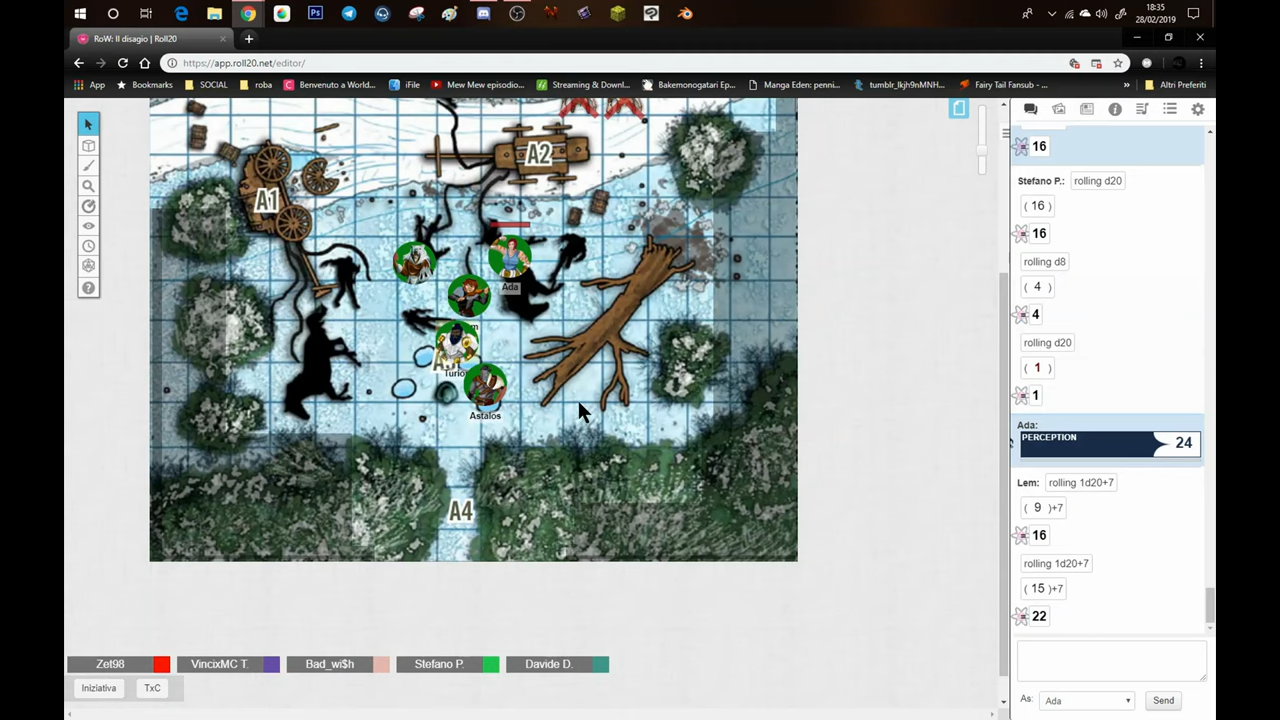 18:35
28/02/2019
RoW: Il disagio | Roll20
https://app.roll20.net/editor/
App Bookmarks SOCIAL roba Benvenuto a L'Arma... iFile Mew Mew episodio... Streaming & Downl... Bakemonogatari Ep... Manga Eden: penni... tumblr_lkjh9nMNH... Fairy Tail Fansub - ... » Altri Preferiti
16
Stefano P.: rolling d20
( 16 )
16
rolling d8
( 4 )
4
rolling d20
( 1 )
1
Ada:
PERCEPTION 24
Lem: rolling 1d20+7
( 9 )+7
16
rolling 1d20+7
( 15 )+7
22
A1
A2
Ada
Astalos
A4
Zet98 VincixMC T. Bad_wi$h Stefano P. Davide D.
Iniziativa TxC
As: Ada Send